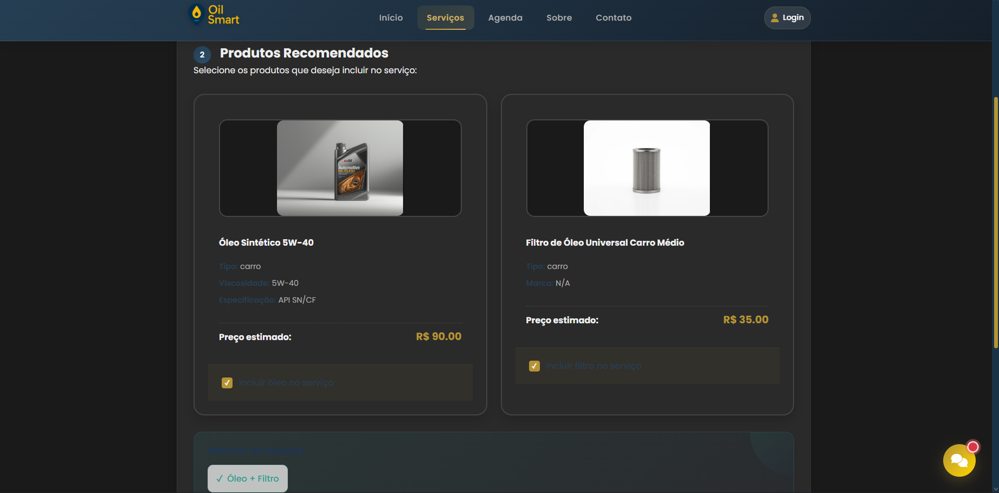 Oil
Smart
Início
Serviços
Agenda
Sobre
Contato
Login
2
Produtos Recomendados
Selecione os produtos que deseja incluir no serviço:
Automotive
Óleo Sintético 5W-40
Tipo: carro
Viscosidade: 5W-40
Especificação: API SN/CF
Preço estimado:
R$ 90.00
Incluir óleo no serviço
Filtro de Óleo Universal Carro Médio
Tipo: carro
Marca: N/A
Preço estimado:
R$ 35.00
Incluir filtro no serviço
Resumo da Seleção
✓ Óleo + Filtro